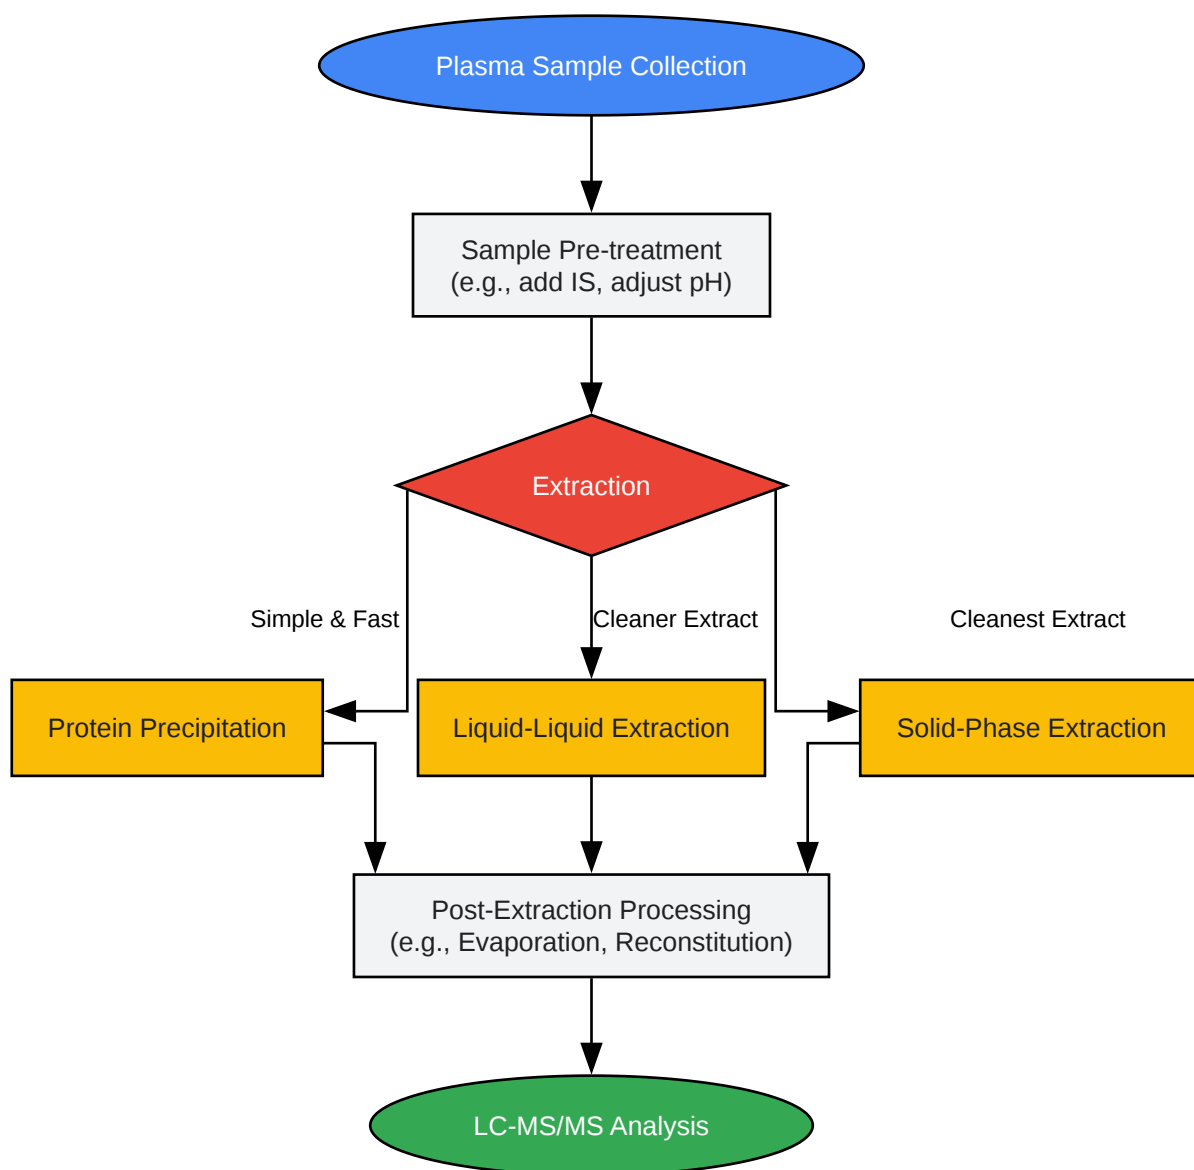 Plasma Sample Collection
Sample Pre-treatment
(e.g., add IS, adjust pH)
Extraction
Simple & Fast
Cleaner Extract
Cleanest Extract
Protein Precipitation
Liquid-Liquid Extraction
Solid-Phase Extraction
Post-Extraction Processing
(e.g., Evaporation, Reconstitution)
LC-MS/MS Analysis